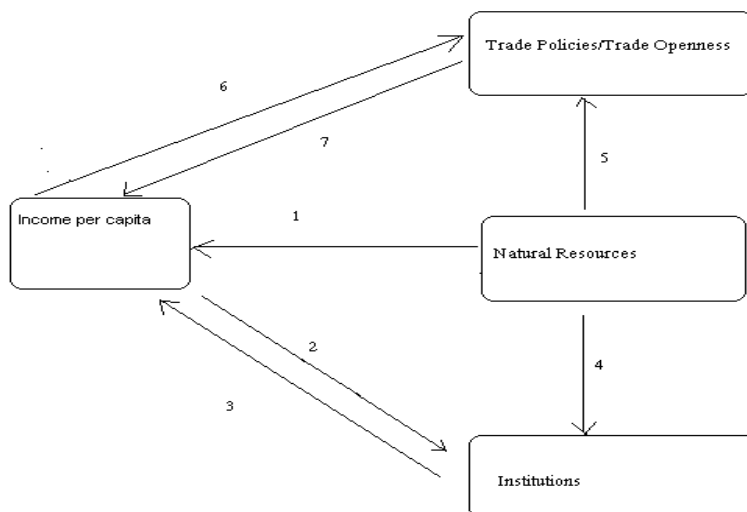 Trade Policies/Trade Openness
6
7
5
Income per capita
1
Natural Resources
2
4
3
Institutions